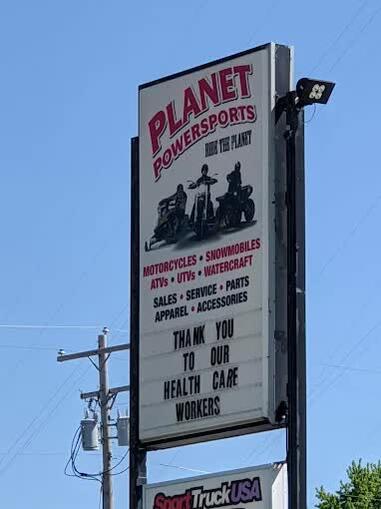 PLANET
POWERSPORTS
RIDE THE PLANET
MOTORCYCLES • SNOWMOBILES
ATVs • UTVs • WATERCRAFT
SALES • SERVICE • PARTS
APPAREL • ACCESSORIES
THANK YOU
TO OUR
HEALTH CARE
WORKERS
SportTruckUSA